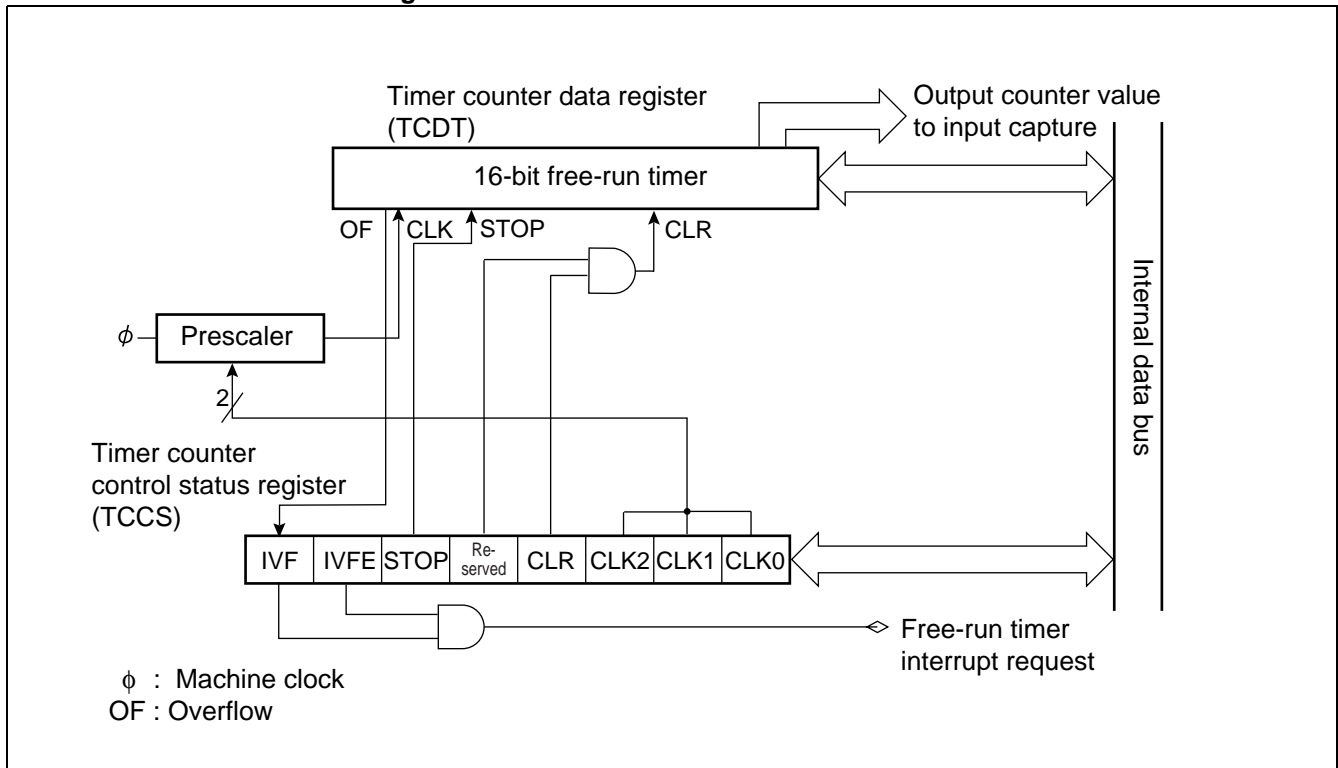 Timer counter data register
(TCDT)
Output counter value
to input capture
16-bit free-run timer
OF
CLK
STOP
CLR
Internal data bus
ϕ
Prescaler
2
Timer counter
control status register
(TCCS)
IVF
IVFE
STOP
Re-
served
CLR
CLK2
CLK1
CLK0
Free-run timer
interrupt request
ϕ : Machine clock
OF : Overflow